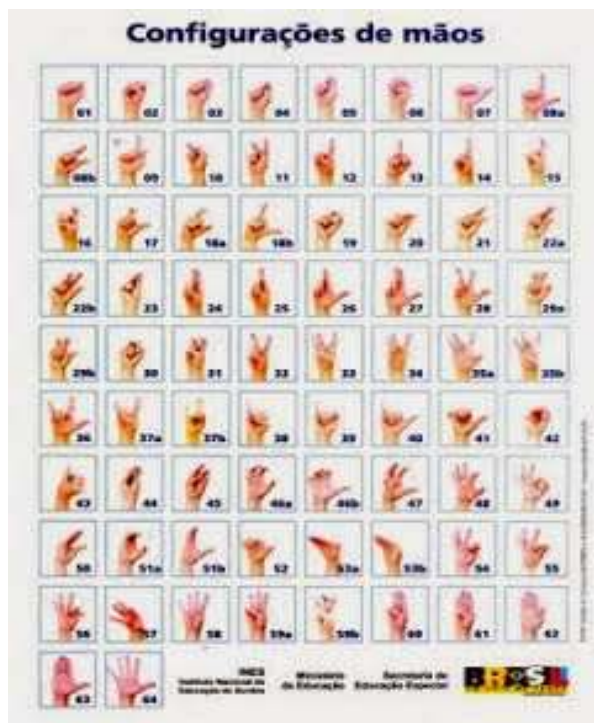 Configurações de mãos
01 02 03 04 05 06 07 08a
08b 09 10 11 12 13 14 15
16 17 18a 18b 19 20 21 22a
22b 23 24 25 26 27 28 29a
29b 30 31 32 33 34 35a 35b
36 37a 37b 38 39 40 41 42
43 44 45 46a 46b 47 48 49
50 51a 51b 52 53a 53b 54 55
56 57 58 59a 59b 60 61 62
63 64
INES
Instituto Nacional de
Educação de Surdos
Ministério
da Educação
Secretaria de
Educação Especial
BRASIL